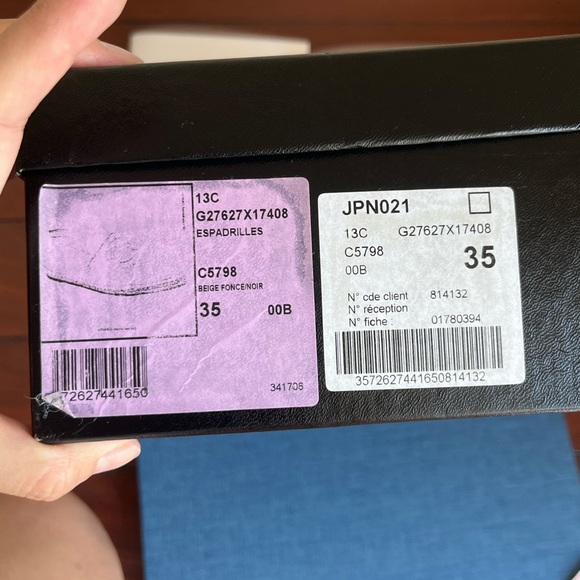 13C
G27627X17408
ESPADRILLES
C5798
BEIGE FONCE/NOIR
35 00B
72627441650
341706
JPN021
13C G27627X17408
C5798
35
00B
N° cde client 814132
N° réception
N° fiche : 01780394
3572627441650814132